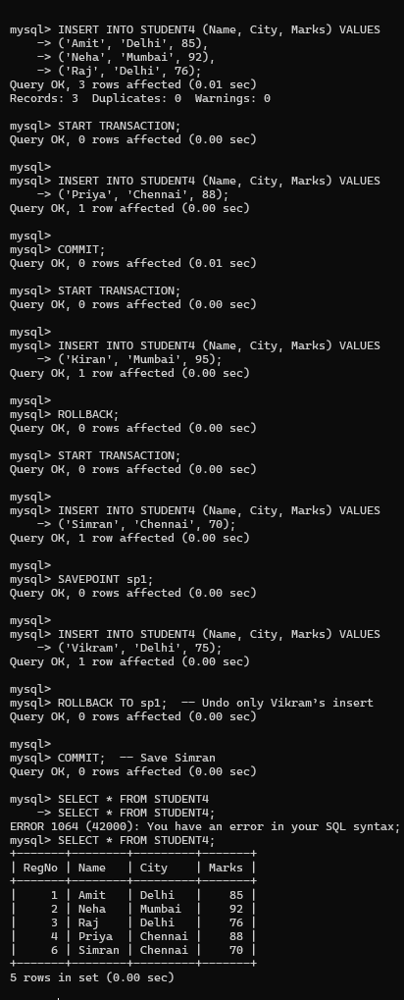 mysql> INSERT INTO STUDENT4 (Name, City, Marks) VALUES
    -> ('Amit', 'Delhi', 85),
    -> ('Neha', 'Mumbai', 92),
    -> ('Raj', 'Delhi', 76);
Query OK, 3 rows affected (0.01 sec)
Records: 3  Duplicates: 0  Warnings: 0

mysql> START TRANSACTION;
Query OK, 0 rows affected (0.00 sec)

mysql>
mysql> INSERT INTO STUDENT4 (Name, City, Marks) VALUES
    -> ('Priya', 'Chennai', 88);
Query OK, 1 row affected (0.00 sec)

mysql>
mysql> COMMIT;
Query OK, 0 rows affected (0.01 sec)

mysql> START TRANSACTION;
Query OK, 0 rows affected (0.00 sec)

mysql>
mysql> INSERT INTO STUDENT4 (Name, City, Marks) VALUES
    -> ('Kiran', 'Mumbai', 95);
Query OK, 1 row affected (0.00 sec)

mysql>
mysql> ROLLBACK;
Query OK, 0 rows affected (0.00 sec)

mysql> START TRANSACTION;
Query OK, 0 rows affected (0.00 sec)

mysql>
mysql> INSERT INTO STUDENT4 (Name, City, Marks) VALUES
    -> ('Simran', 'Chennai', 70);
Query OK, 1 row affected (0.00 sec)

mysql>
mysql> SAVEPOINT sp1;
Query OK, 0 rows affected (0.00 sec)

mysql>
mysql> INSERT INTO STUDENT4 (Name, City, Marks) VALUES
    -> ('Vikram', 'Delhi', 75);
Query OK, 1 row affected (0.00 sec)

mysql>
mysql> ROLLBACK TO sp1;  -- Undo only Vikram's insert
Query OK, 0 rows affected (0.00 sec)

mysql>
mysql> COMMIT;  -- Save Simran
Query OK, 0 rows affected (0.00 sec)

mysql> SELECT * FROM STUDENT4
    -> SELECT * FROM STUDENT4;
ERROR 1064 (42000): You have an error in your SQL syntax;
mysql> SELECT * FROM STUDENT4;
+-------+--------+---------+-------+
| RegNo | Name   | City    | Marks |
+-------+--------+---------+-------+
|     1 | Amit   | Delhi   |    85 |
|     2 | Neha   | Mumbai  |    92 |
|     3 | Raj    | Delhi   |    76 |
|     4 | Priya  | Chennai |    88 |
|     6 | Simran | Chennai |    70 |
+-------+--------+---------+-------+
5 rows in set (0.00 sec)